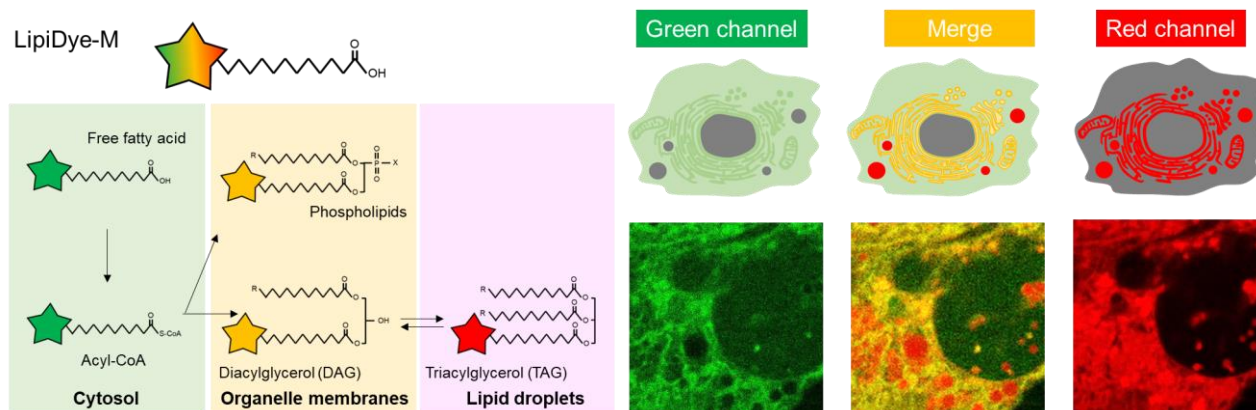 LipiDye-M
OH
O
Free fatty acid
O
OH
O
S-CoA
Acyl-CoA
Cytosol
R
O
O
O
P
X
O
O
O
Phospholipids
R
O
O
OH
O
O
Diacylglycerol (DAG)
Organelle membranes
R
O
O
R
O
O
O
O
Triacylglycerol (TAG)
Lipid droplets
Green channel
Merge
Red channel